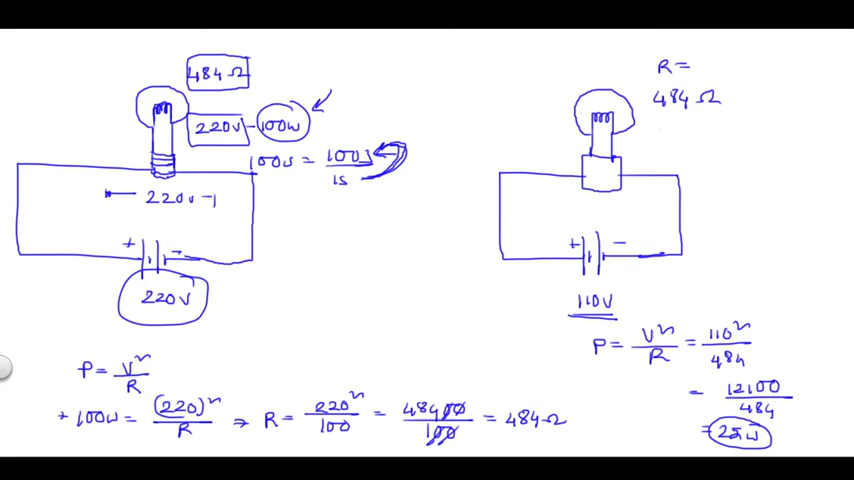 484Ω
220V - 100W
100W = 100J/1s
220V
+ -
220V
P = V²/R
100W = (220)²/R ⇒ R = 220²/100 = 48400/100 = 484Ω
R =
484Ω
+ -
110V
P = V²/R = 110²/484
= 12100/484
= 25W